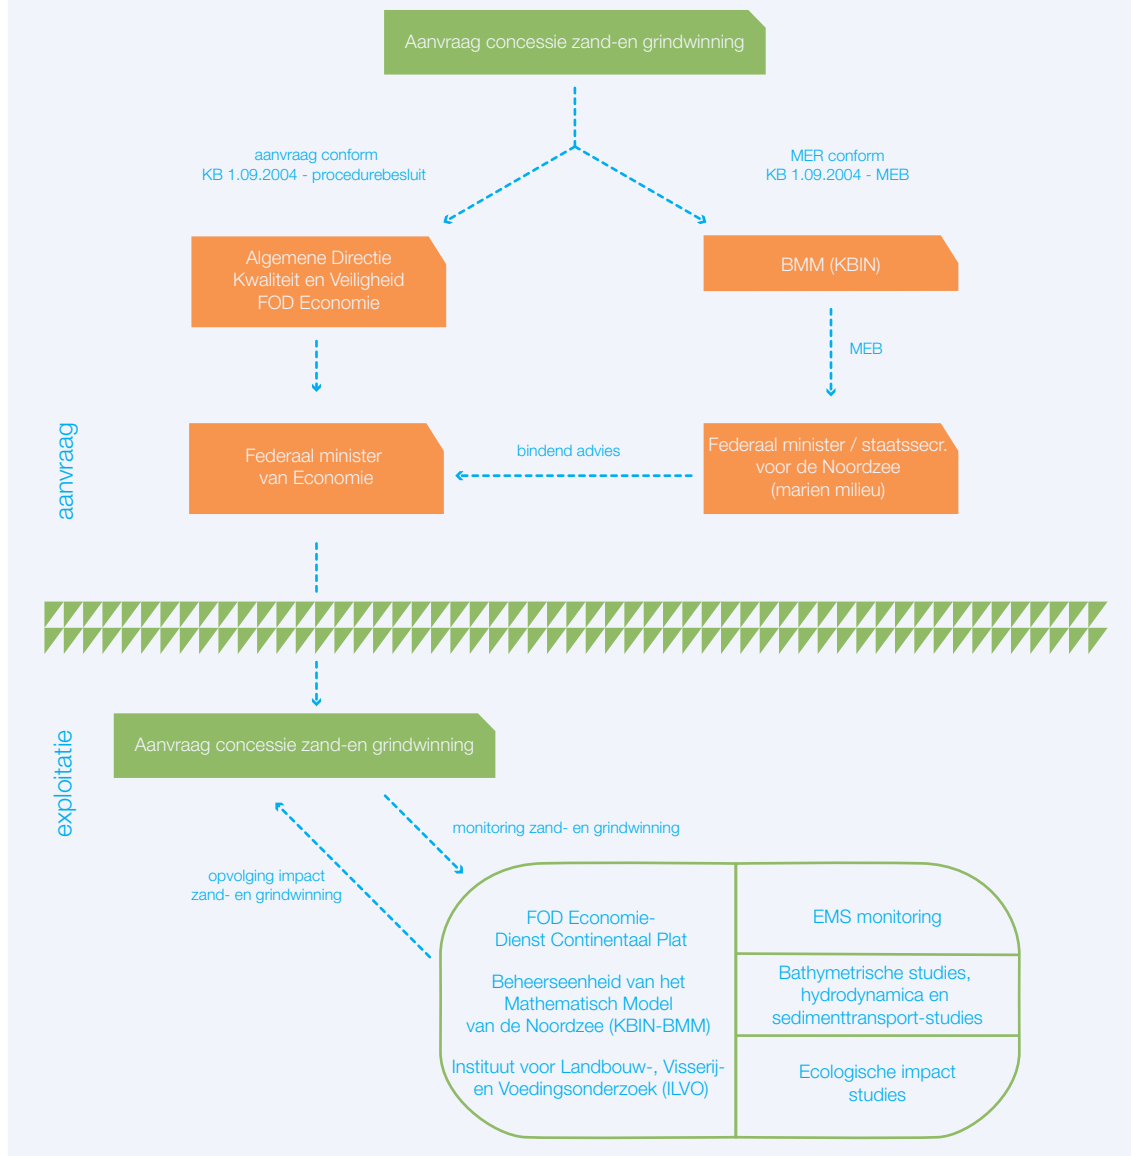 Aanvraag concessie zand-en grindwinning
aanvraag conform
KB 1.09.2004 - procedurebesluit
MER conform
KB 1.09.2004 - MEB
Algemene Directie
Kwaliteit en Veiligheid
FOD Economie
BMM (KBIN)
MEB
aanvraag
Federaal minister
van Economie
bindend advies
Federaal minister / staatssecr.
voor de Noordzee
(marien milieu)
exploitatie
Aanvraag concessie zand-en grindwinning
monitoring zand- en grindwinning
opvolging impact
zand- en grindwinning
FOD Economie-
Dienst Continentaal Plat
Beheerseenheid van het
Mathematisch Model
van de Noordzee (KBIN-BMM)
Instituut voor Landbouw-, Visserij-
en Voedingsonderzoek (ILVO)
EMS monitoring
Bathymetrische studies,
hydrodynamica en
sedimenttransport-studies
Ecologische impact
studies